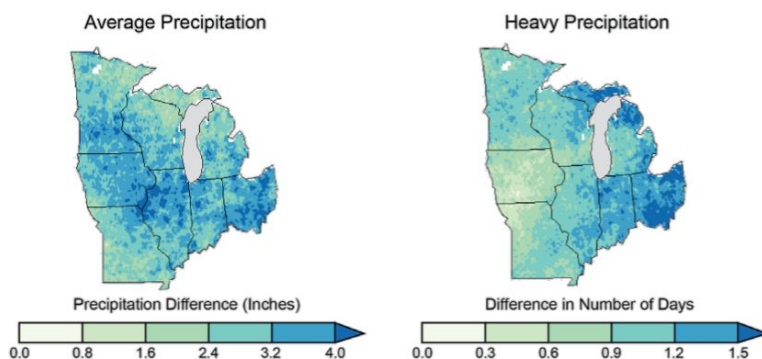 Average Precipitation
Heavy Precipitation
Precipitation Difference (Inches)
0.0 0.8 1.6 2.4 3.2 4.0
Difference in Number of Days
0.0 0.3 0.6 0.9 1.2 1.5